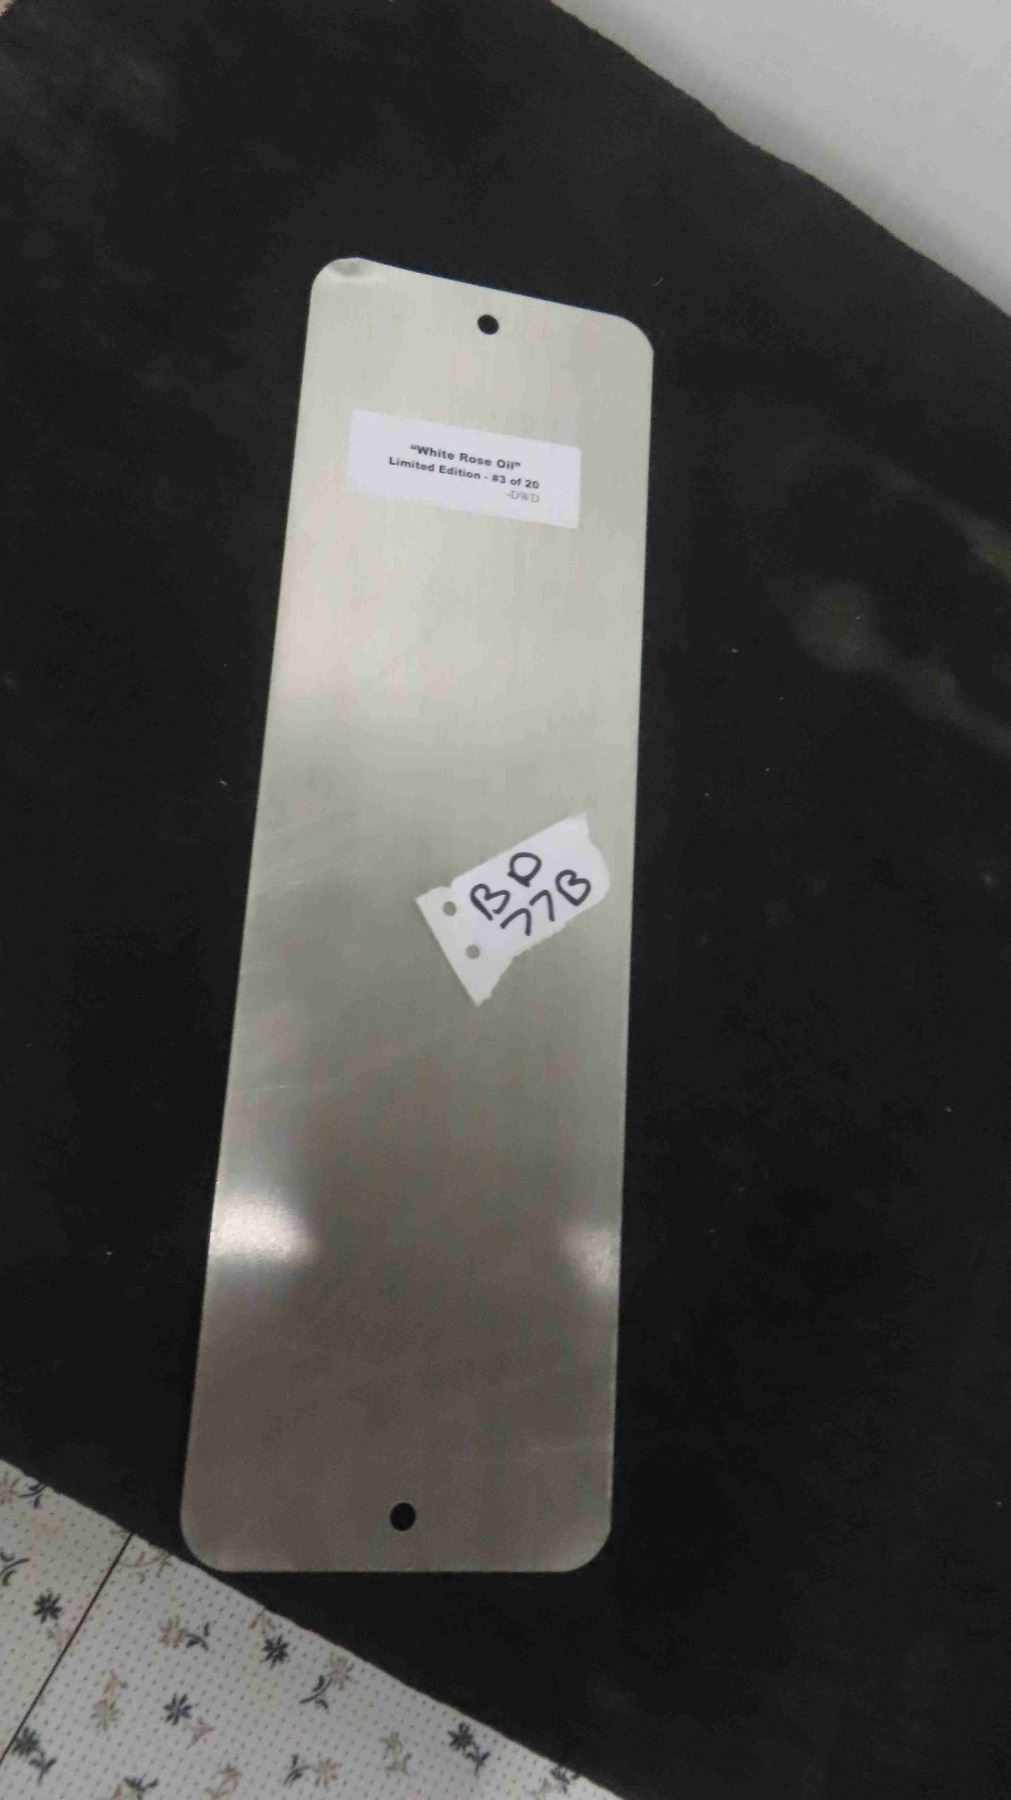 “White Rose Oil”
Limited Edition - #3 of 20
-DWD
BD
77B